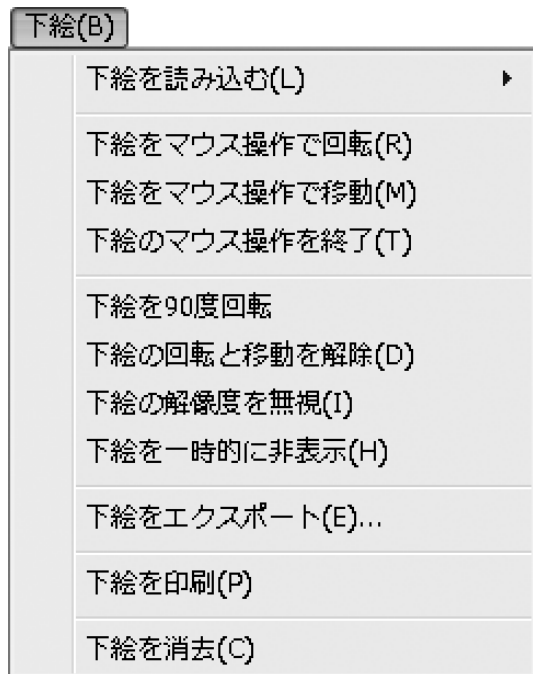 下絵(B)
下絵を読み込む(L)
下絵をマウス操作で回転(R)
下絵をマウス操作で移動(M)
下絵のマウス操作を終了(T)
下絵を90度回転
下絵の回転と移動を解除(D)
下絵の解像度を無視(I)
下絵を一時的に非表示(H)
下絵をエクスポート(E)...
下絵を印刷(P)
下絵を消去(C)